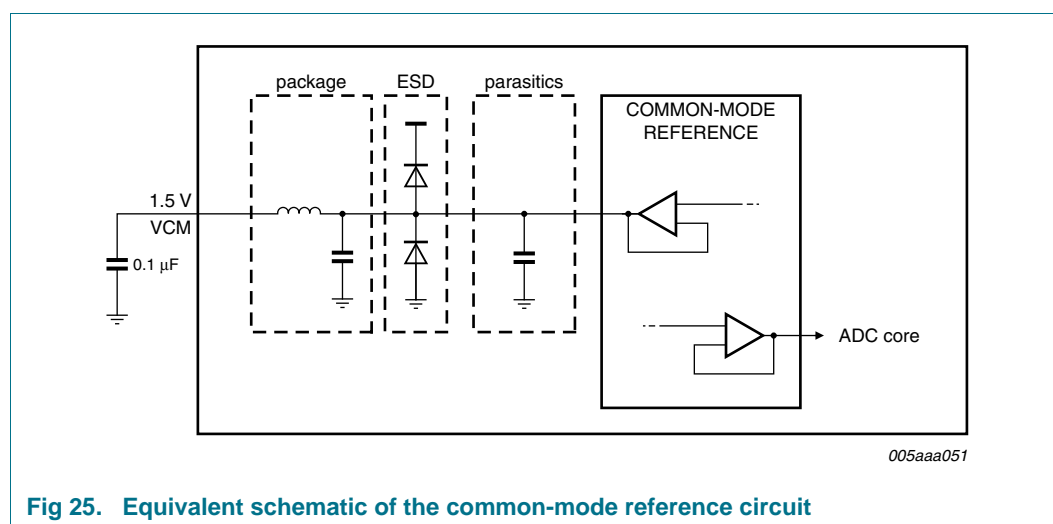 package
ESD
parasitics
COMMON-MODE
REFERENCE
1.5 V
VCM
0.1 μF
ADC core
005aaa051
Fig 25. Equivalent schematic of the common-mode reference circuit